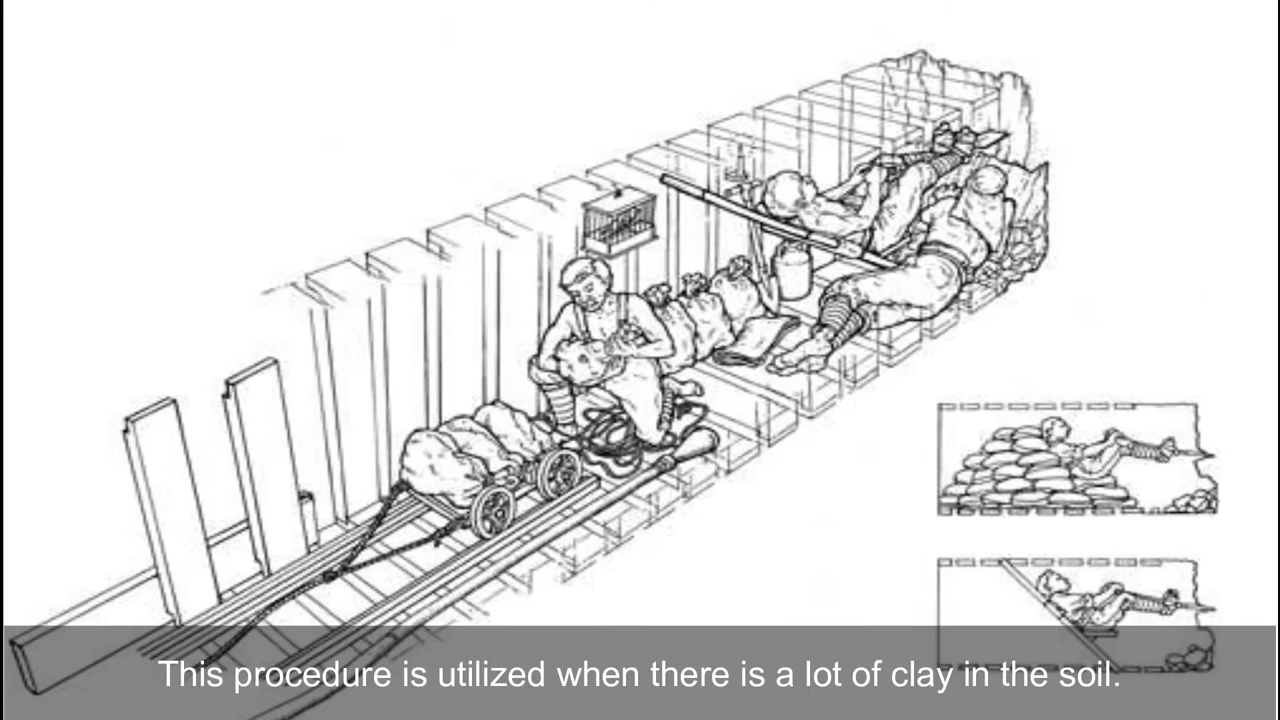 This procedure is utilized when there is a lot of clay in the soil.